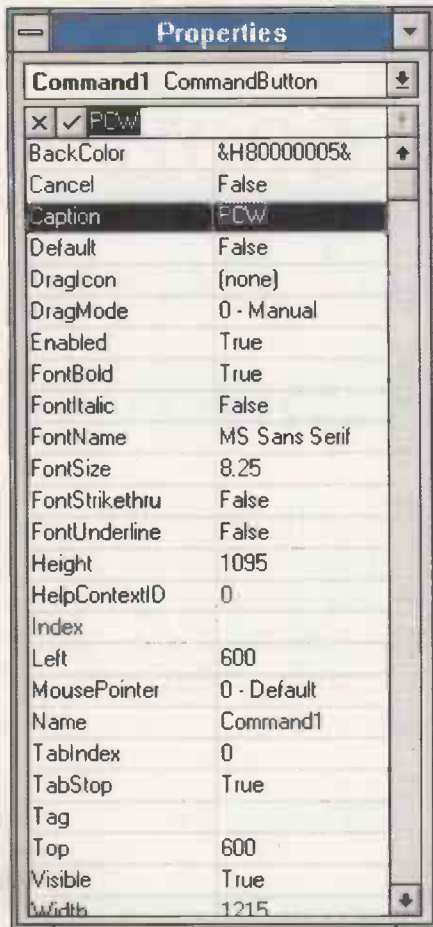 Properties
Command1 CommandButton
PCW
BackColor &H80000005&
Cancel False
Caption PCW
Default False
DragIcon (none)
DragMode 0 - Manual
Enabled True
FontBold True
FontItalic False
FontName MS Sans Serif
FontSize 8.25
FontStrikethru False
FontUnderline False
Height 1095
HelpContextID 0
Index
Left 600
MousePointer 0 - Default
Name Command1
TabIndex 0
TabStop True
Tag
Top 600
Visible True
Width 1215